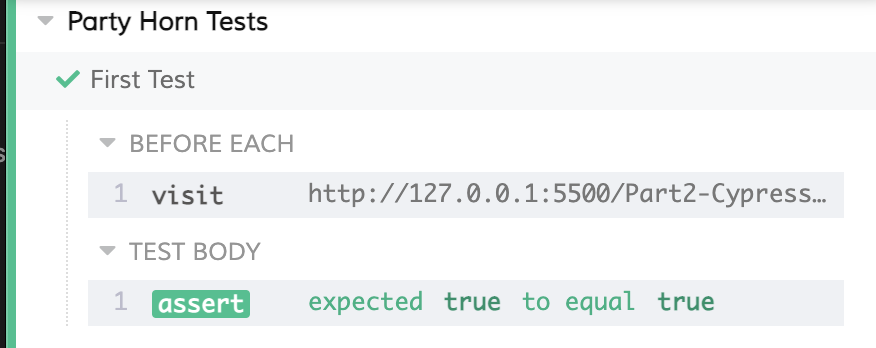 Party Horn Tests
First Test
BEFORE EACH
1 visit http://127.0.0.1:5500/Part2-Cypress…
TEST BODY
1 assert expected true to equal true